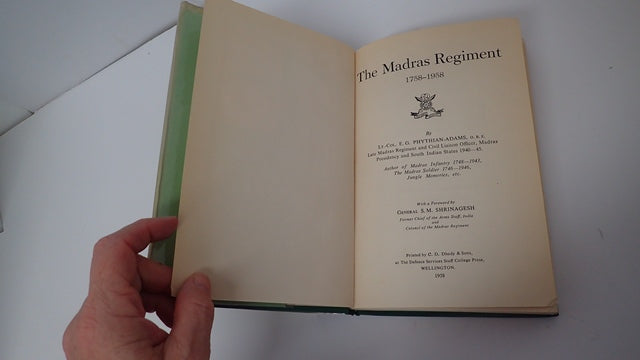 The Madras Regiment
1758–1958
By
Lt.-Col. E. G. PHYTHIAN-ADAMS, O. B. E.
Late Madras Regiment and Civil Liaison Officer, Madras
Presidency and South Indian States 1940–45.
Author of Madras Infantry 1748–1943,
The Madras Soldier 1746–1946,
Jungle Memories, etc.
With a Foreword by
General S. M. SHRINAGESH
Former Chief of the Army Staff, India
and
Colonel of the Madras Regiment
Printed by C. D. Dhody & Sons,
at The Defence Services Staff College Press,
WELLINGTON.
1958